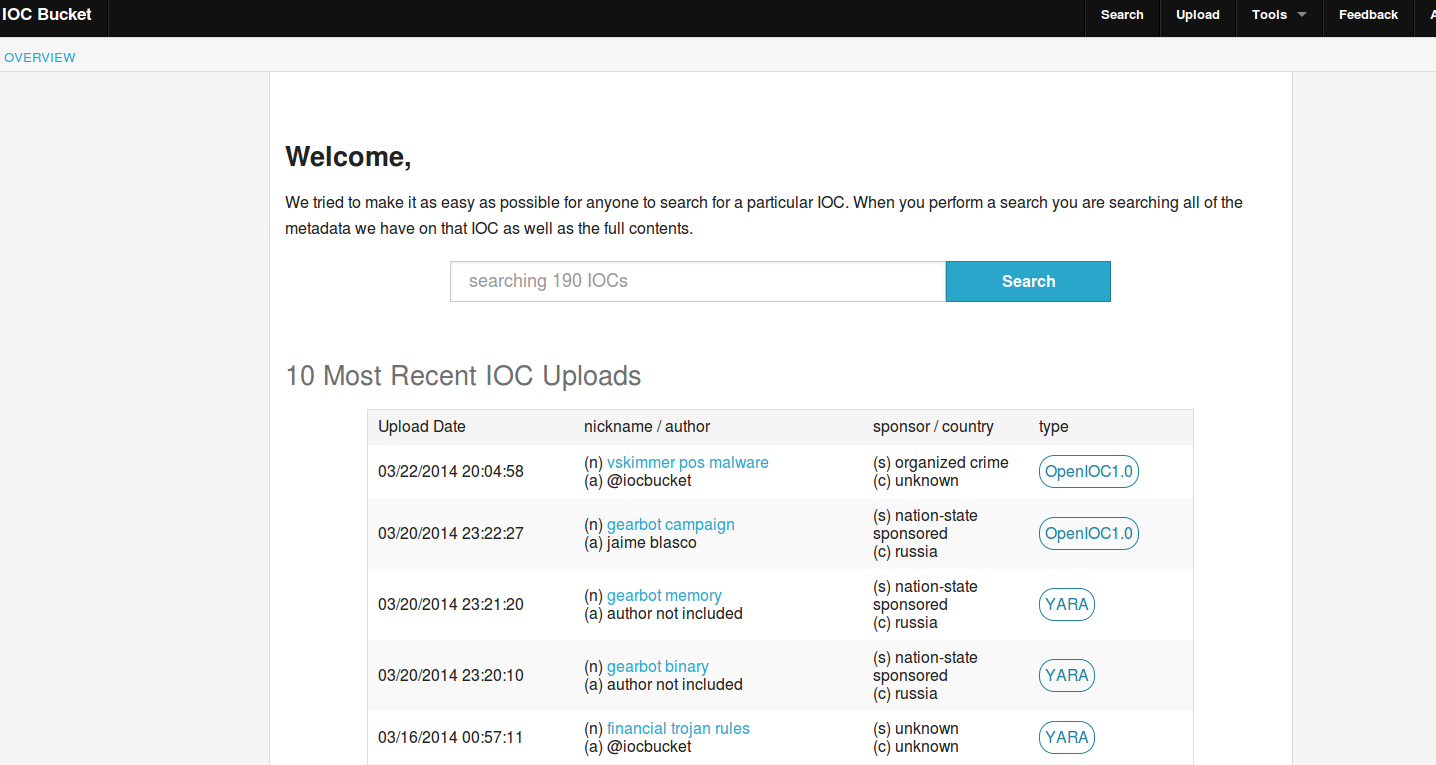 IOC Bucket
Search
Upload
Tools
Feedback
A
OVERVIEW
Welcome,
We tried to make it as easy as possible for anyone to search for a particular IOC. When you perform a search you are searching all of the
metadata we have on that IOC as well as the full contents.
searching 190 IOCs
Search
10 Most Recent IOC Uploads
Upload Date nickname / author sponsor / country type
03/22/2014 20:04:58
(n) vskimmer pos malware
(a) @iocbucket
(s) organized crime
(c) unknown
OpenIOC1.0
03/20/2014 23:22:27
(n) gearbot campaign
(a) jaime blasco
(s) nation-state
sponsored
(c) russia
OpenIOC1.0
03/20/2014 23:21:20
(n) gearbot memory
(a) author not included
(s) nation-state
sponsored
(c) russia
YARA
03/20/2014 23:20:10
(n) gearbot binary
(a) author not included
(s) nation-state
sponsored
(c) russia
YARA
03/16/2014 00:57:11
(n) financial trojan rules
(a) @iocbucket
(s) unknown
(c) unknown
YARA